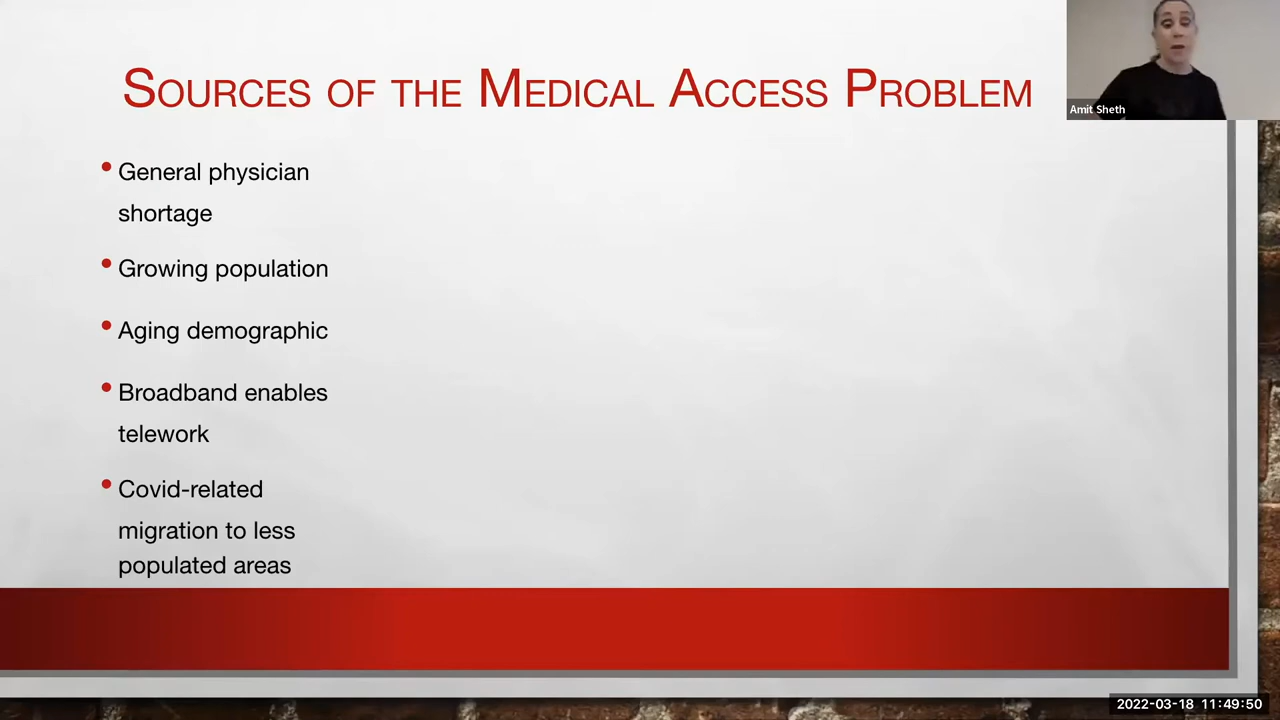 Sources of the Medical Access Problem
Amit Sheth
General physician
shortage
Growing population
Aging demographic
Broadband enables
telework
Covid-related
migration to less
populated areas
2022-03-18 11:49:50